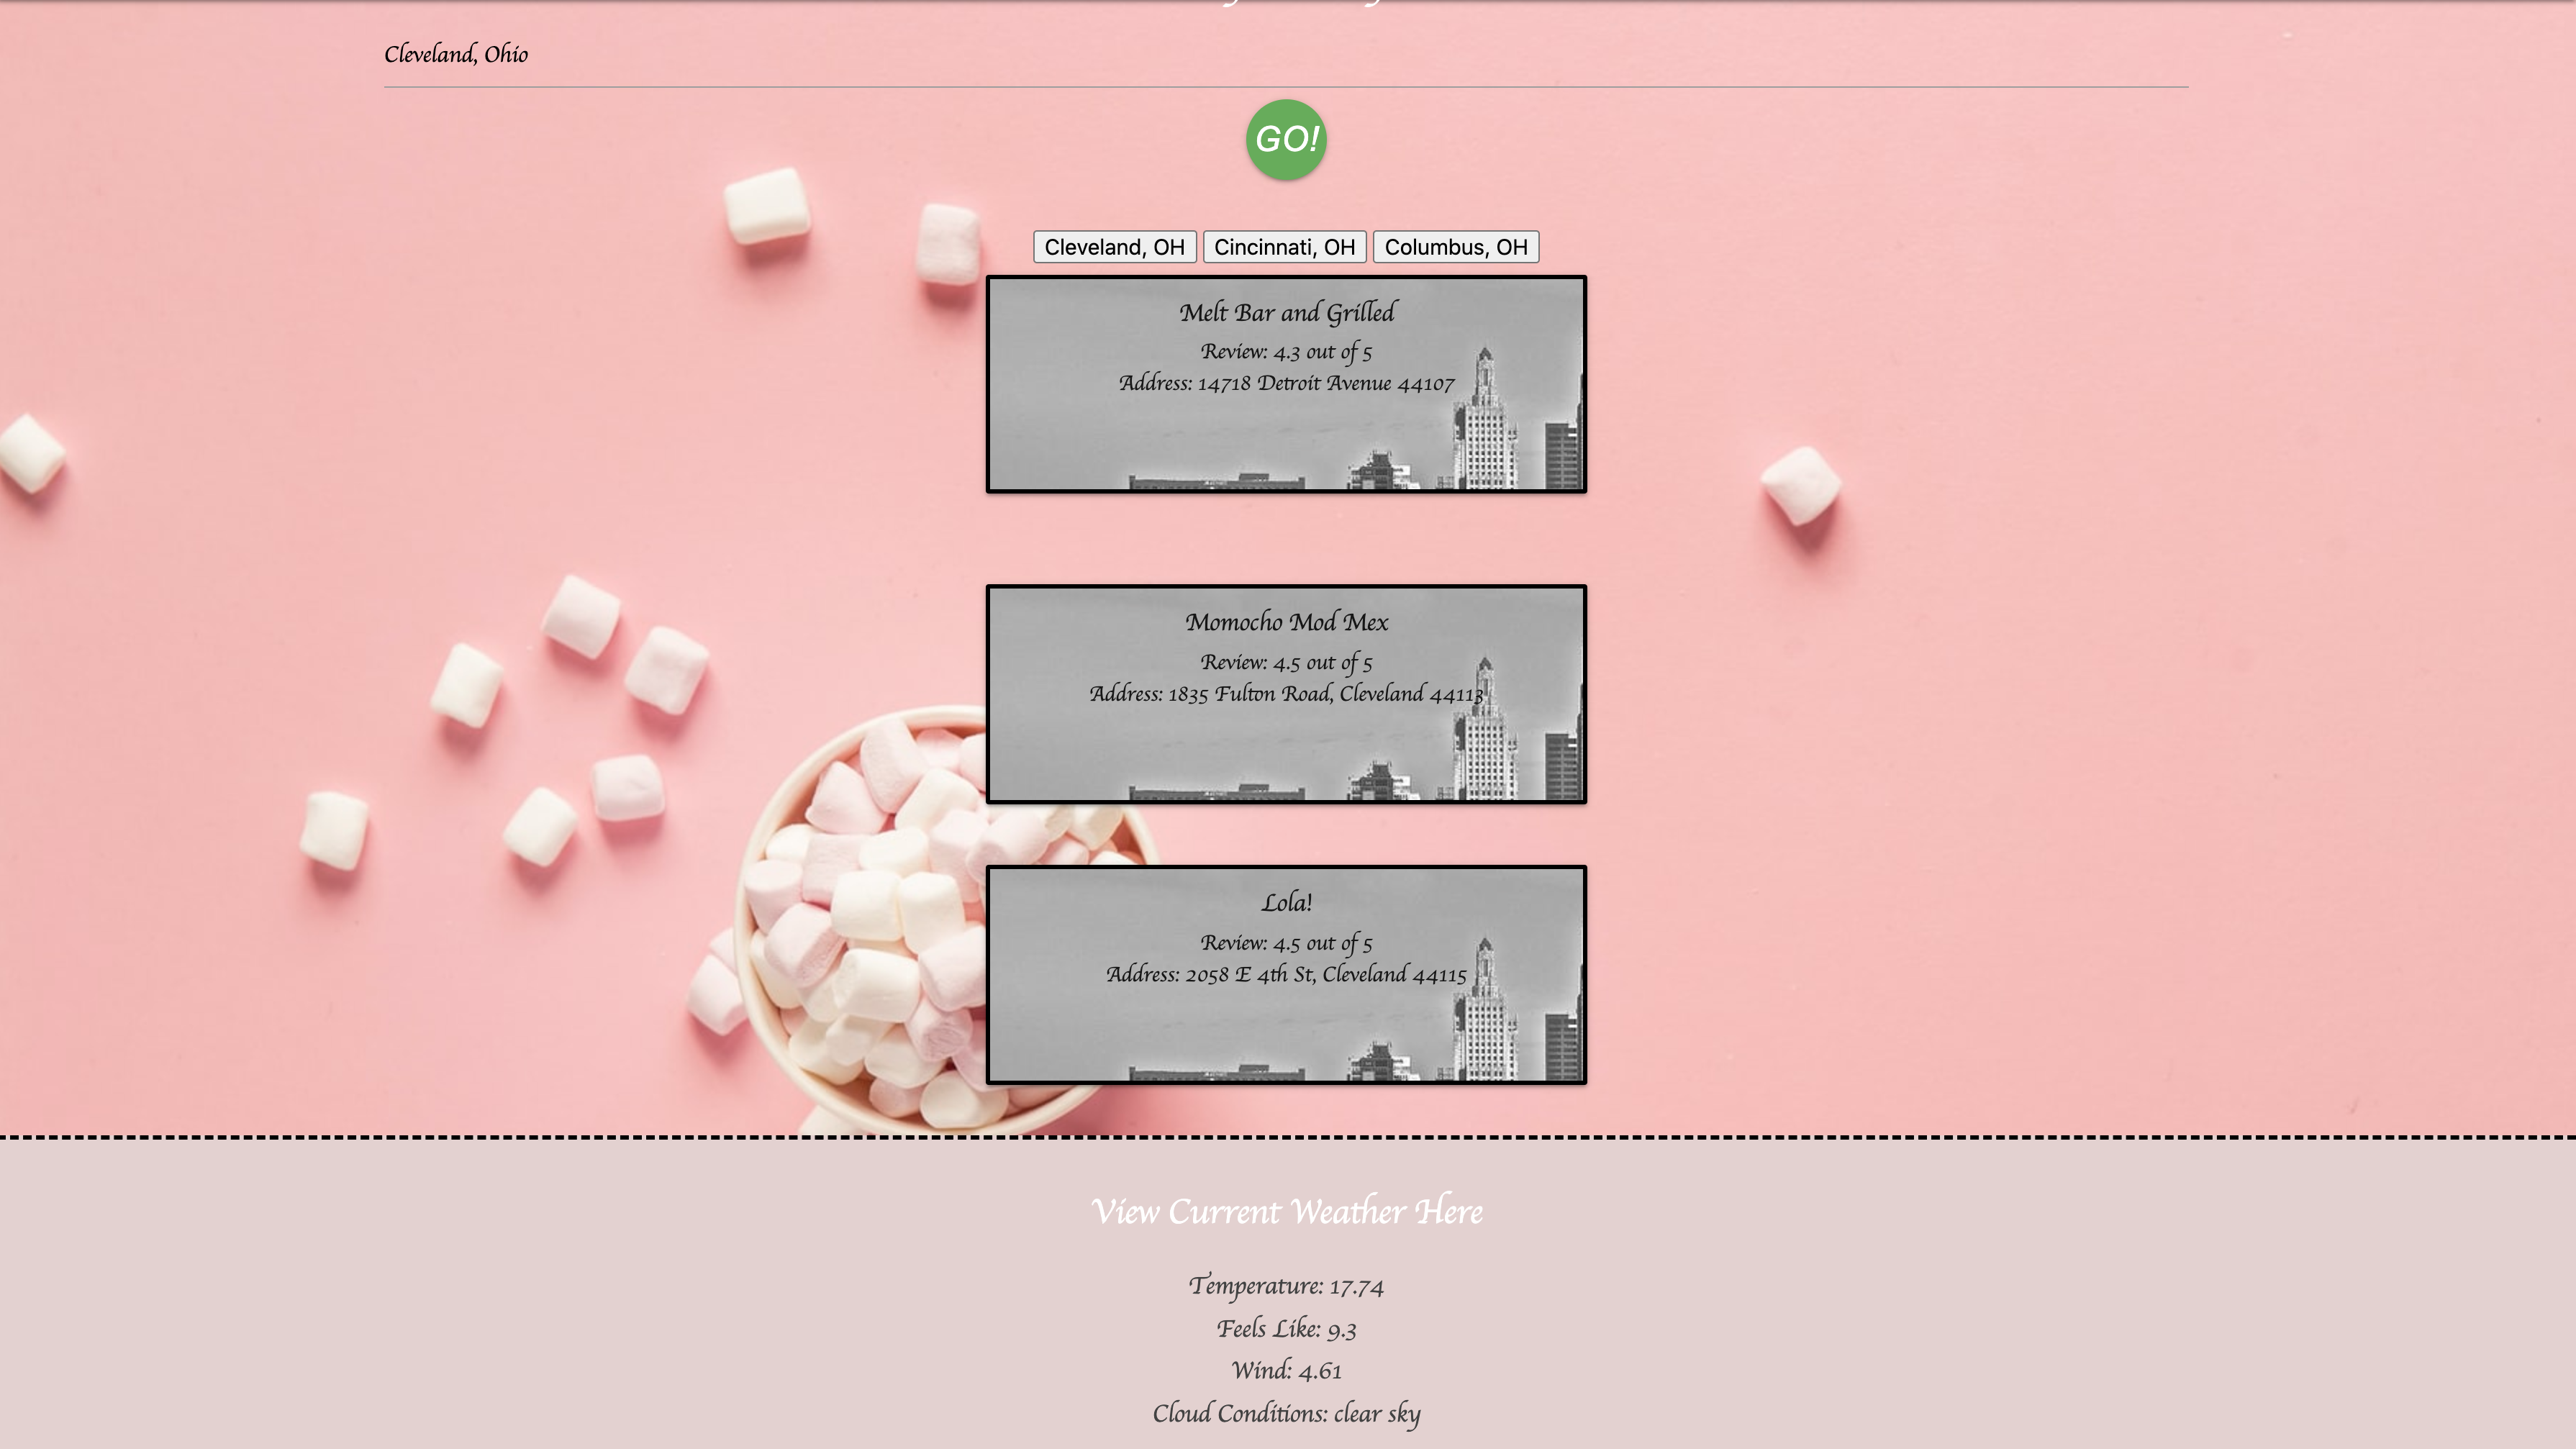 Cleveland, Ohio
GO!
Cleveland, OH Cincinnati, OH Columbus, OH
Melt Bar and Grilled
Review: 4.3 out of 5
Address: 14718 Detroit Avenue 44107
Momocho Mod Mex
Review: 4.5 out of 5
Address: 1835 Fulton Road, Cleveland 44113
Lola!
Review: 4.5 out of 5
Address: 2058 E 4th St, Cleveland 44115
View Current Weather Here
Temperature: 17.74
Feels Like: 9.3
Wind: 4.61
Cloud Conditions: clear sky